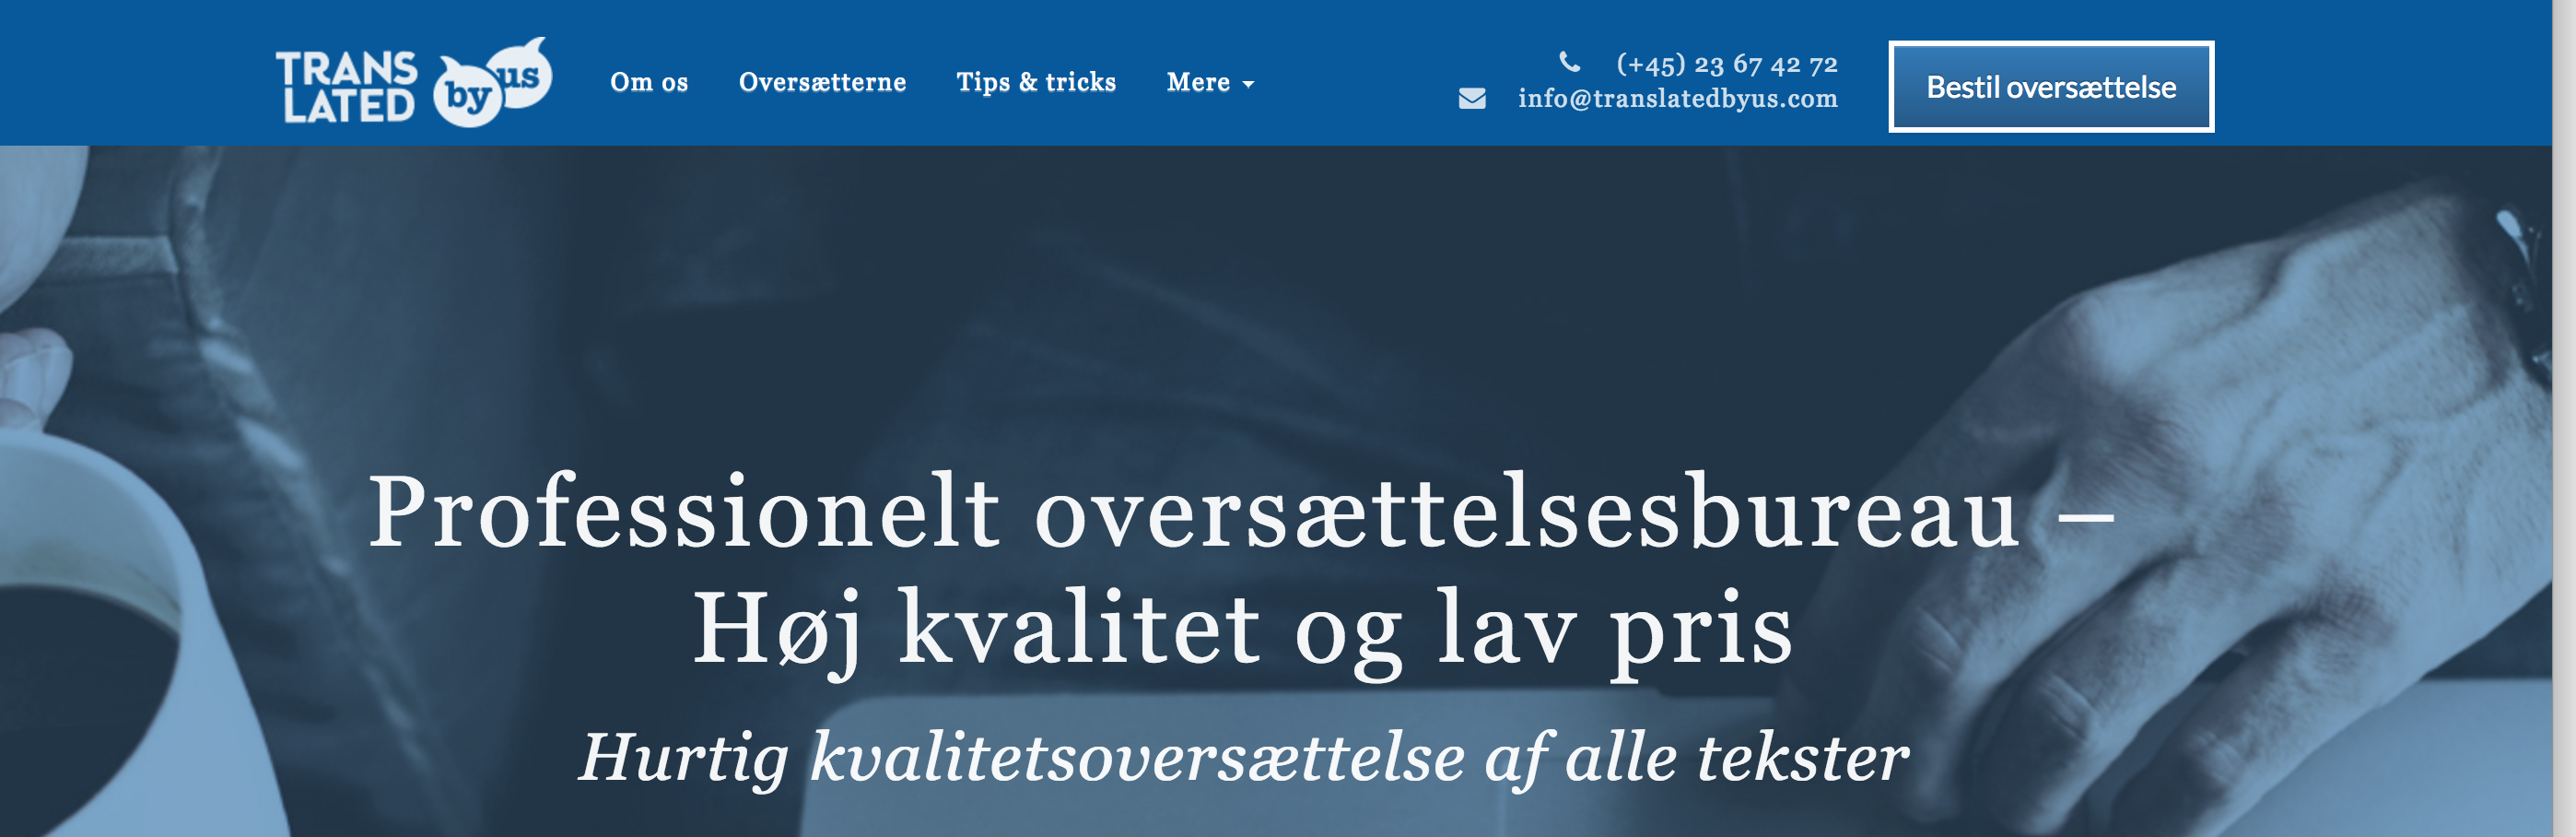 TRANS
LATED
by us
Om os
Oversætterne
Tips & tricks
Mere
(+45) 23 67 42 72
info@translatedbyus.com
Bestil oversættelse
Professionelt oversættelsesbureau –
Høj kvalitet og lav pris
Hurtig kvalitetsoversættelse af alle tekster